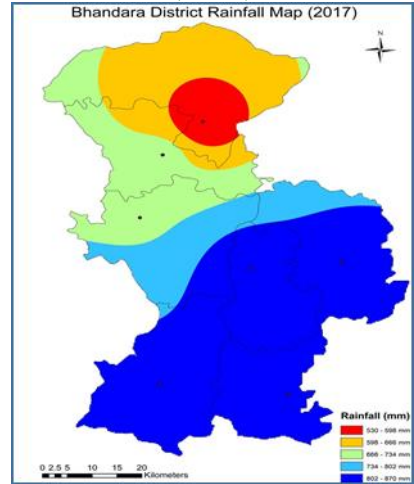 Bhandara District Rainfall Map (2017)
N
Rainfall (mm)
530 - 598 mm
598 - 666 mm
666 - 734 mm
734 - 802 mm
802 - 870 mm
0 2.5 5 10 15 20
Kilometers